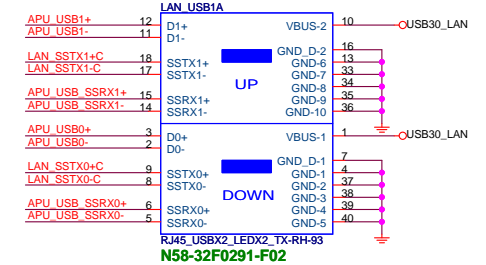 LAN_USB1A
APU_USB1+ 12 D1+ VBUS-2 10 USB30_LAN
APU_USB1- 11 D1-
GND_D-2 16
LAN_SSTX1+C 18 SSTX1+ GND-6 13
LAN_SSTX1-C 17 SSTX1- GND-7 33
UP GND-8 34
APU_USB_SSRX1+ 15 SSRX1+ GND-9 35
APU_USB_SSRX1- 14 SSRX1- GND-10 36
APU_USB0+ 3 D0+ VBUS-1 1 USB30_LAN
APU_USB0- 2 D0-
GND_D-1 7
LAN_SSTX0+C 9 SSTX0+ GND-1 4
LAN_SSTX0-C 8 SSTX0- GND-2 37
DOWN GND-3 38
APU_USB_SSRX0+ 6 SSRX0+ GND-4 39
APU_USB_SSRX0- 5 SSRX0- GND-5 40
RJ45_USBX2_LEDX2_TX-RH-93
N58-32F0291-F02